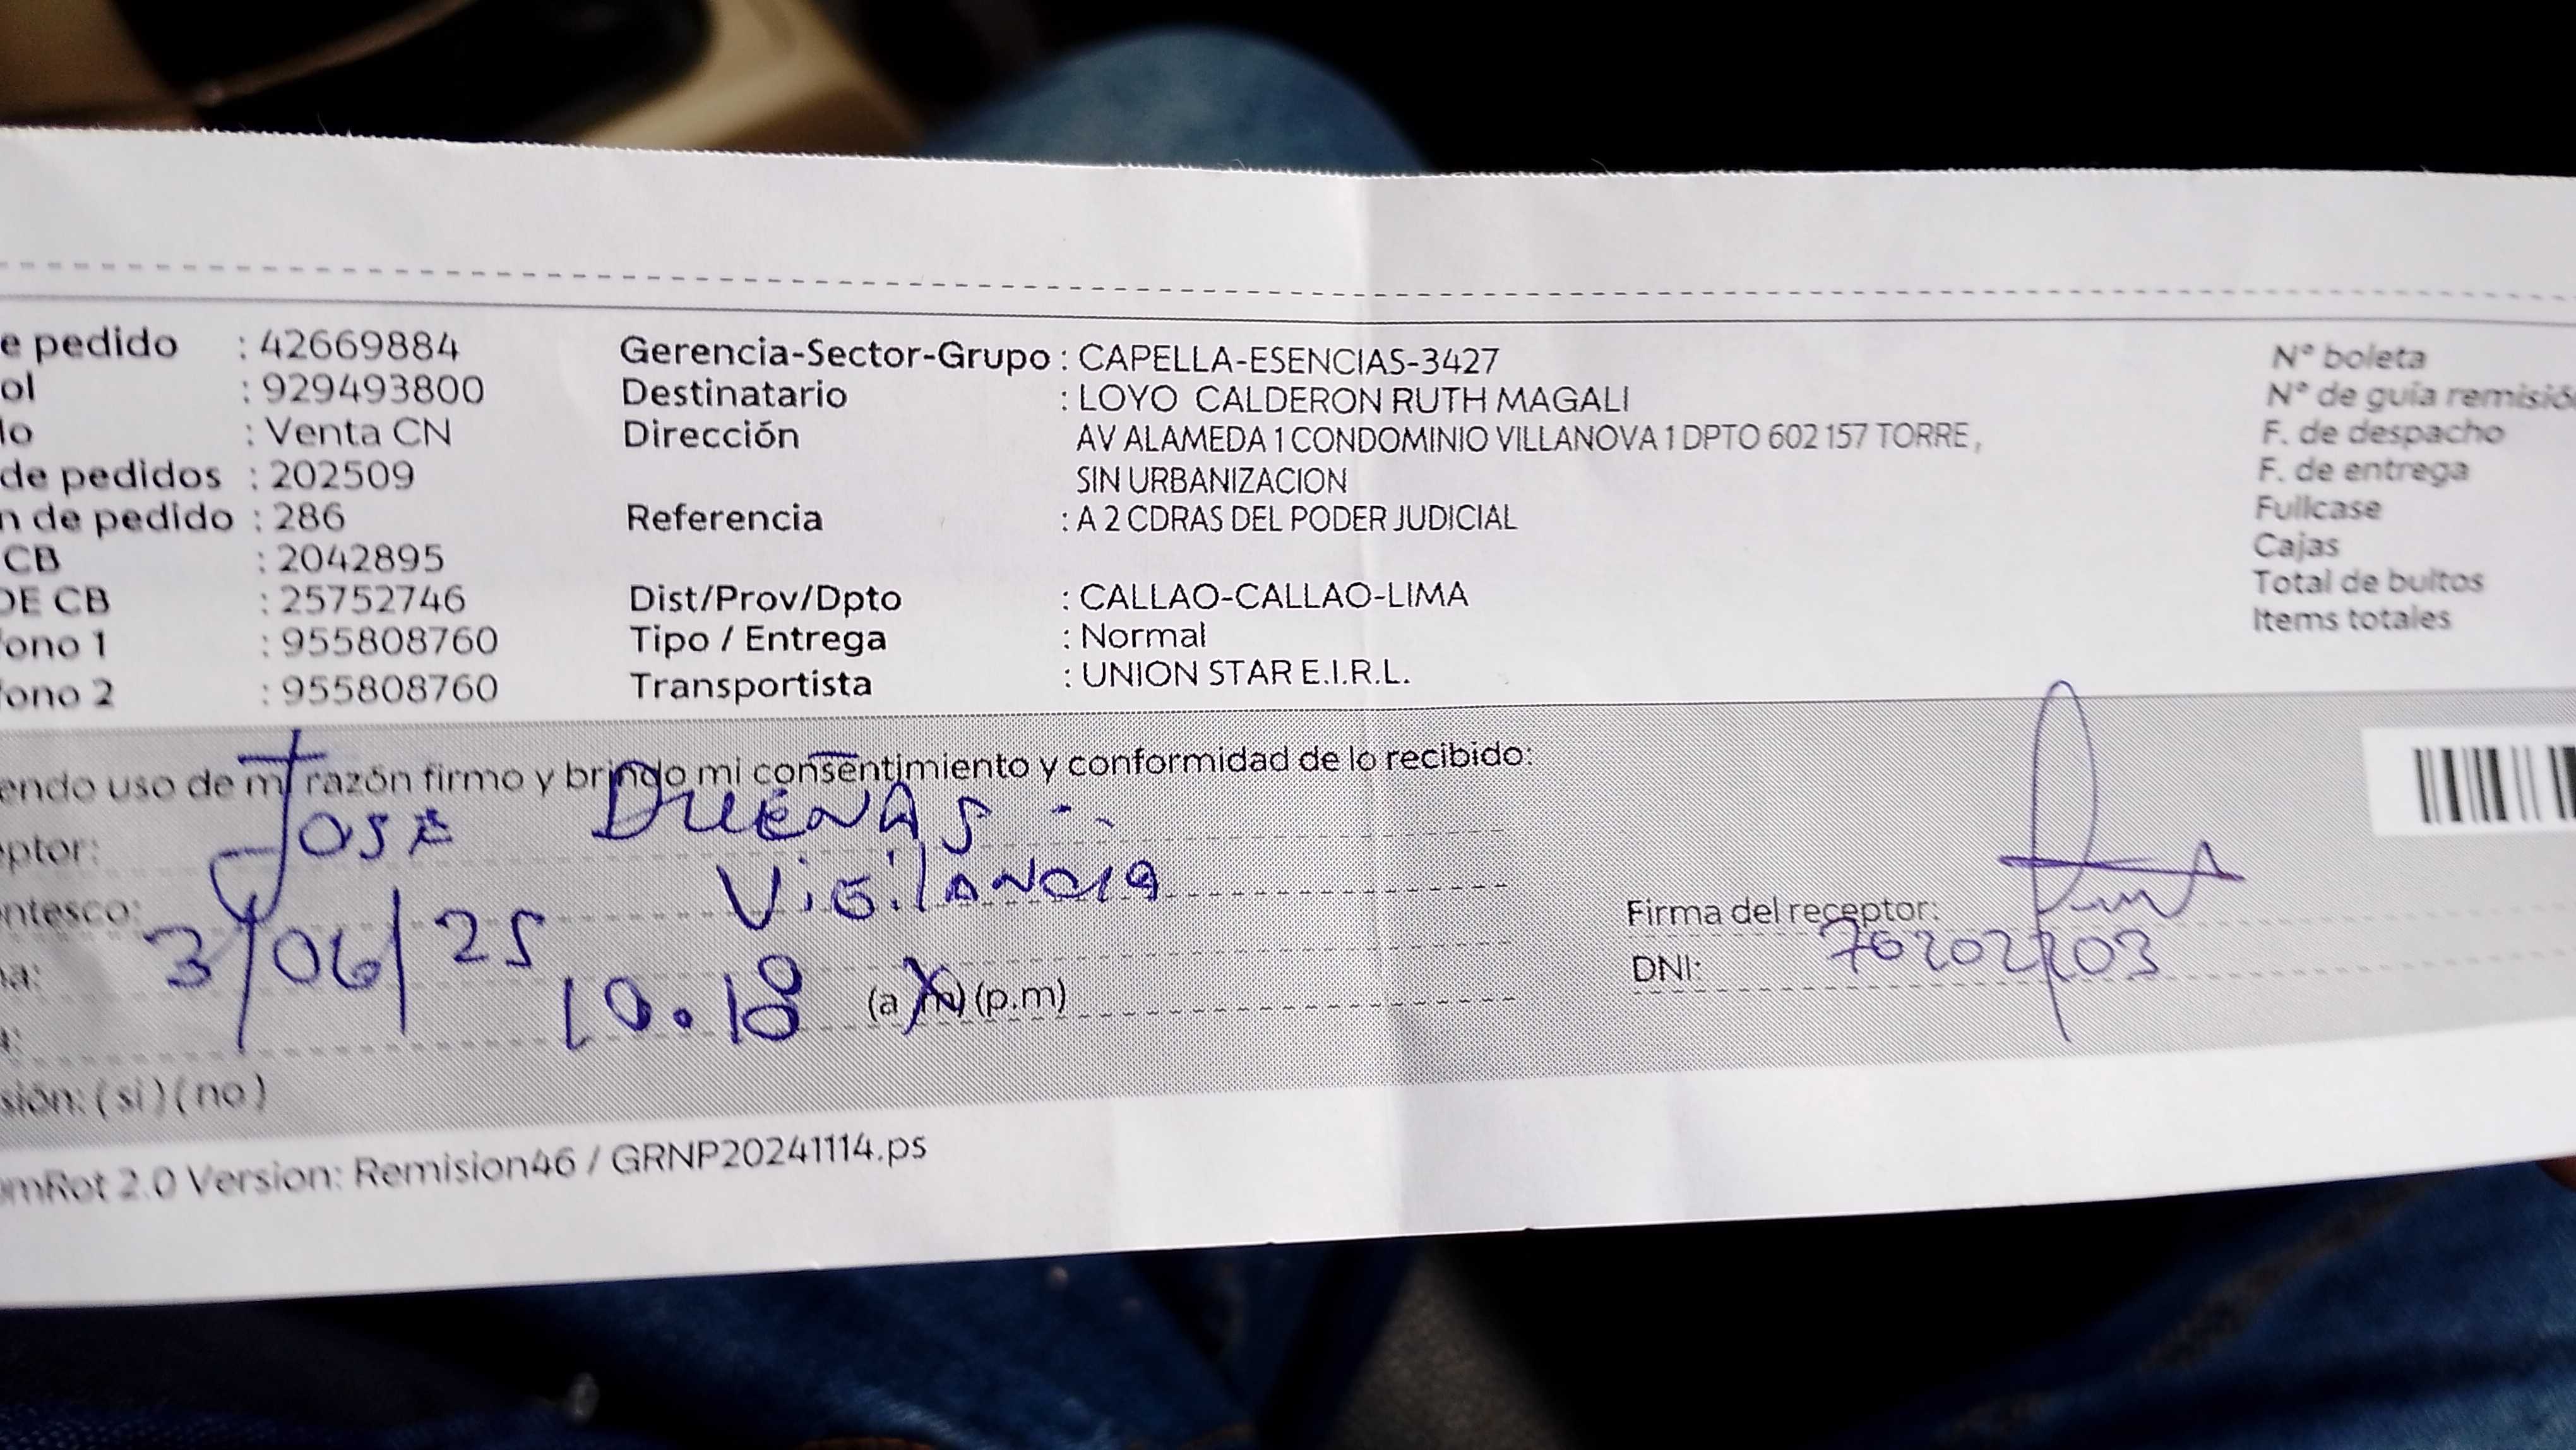 e pedido : 42669884
ol : 929493800
lo : Venta CN
de pedidos : 202509
n de pedido : 286
CB : 2042895
DE CB : 25752746
fono 1 : 955808760
fono 2 : 955808760
Gerencia-Sector-Grupo : CAPELLA-ESENCIAS-3427
Destinatario : LOYO CALDERON RUTH MAGALI
Dirección AV ALAMEDA 1 CONDOMINIO VILLANOVA 1 DPTO 602 157 TORRE,
SIN URBANIZACION
Referencia : A 2 CDRAS DEL PODER JUDICIAL
Dist/Prov/Dpto : CALLAO-CALLAO-LIMA
Tipo / Entrega : Normal
Transportista : UNION STAR E.I.R.L.
N° boleta
N° de guía remisión
F. de despacho
F. de entrega
Fullcase
Cajas
Total de bultos
Items totales
endo uso de mi razón firmo y brindo mi consentimiento y conformidad de lo recibido:
eptor: JOSE DUEÑAS
entesco: Vigilancia
na: 3/06/25
a: 10.18 (a m) (p.m)
sión: ( si ) ( no )
Firma del receptor:
DNI: 76202203
omRot 2.0 Version: Remision46 / GRNP20241114.ps